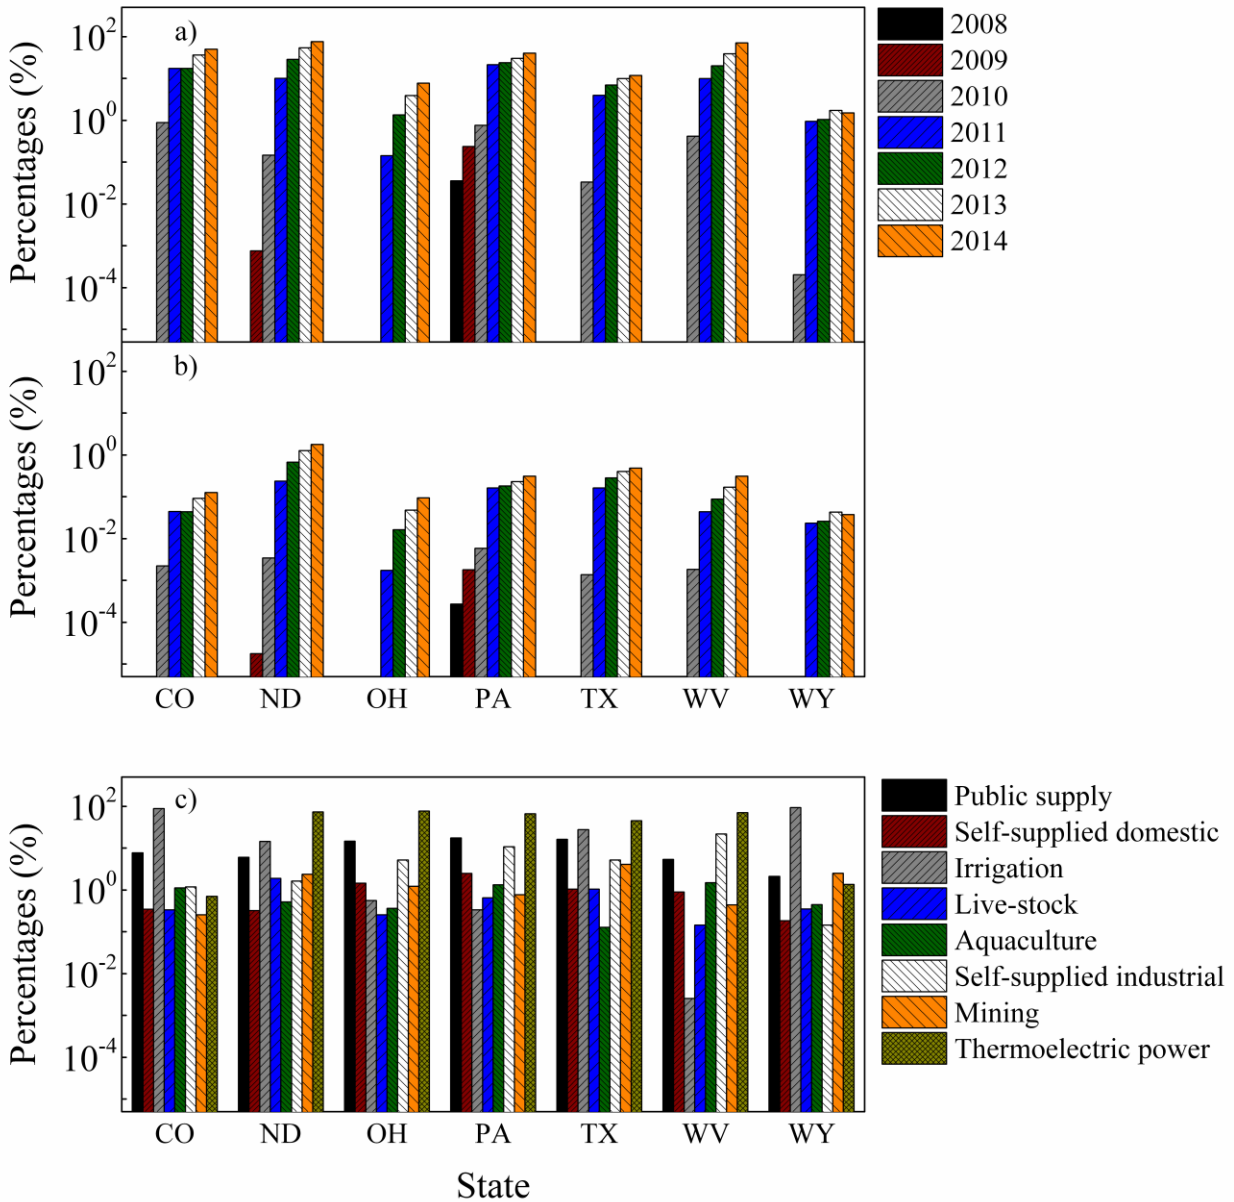 a)
Percentages (%)
10^2
10^0
10^-2
10^-4
2008
2009
2010
2011
2012
2013
2014
b)
Percentages (%)
10^2
10^0
10^-2
10^-4
CO ND OH PA TX WV WY
c)
Percentages (%)
10^2
10^0
10^-2
10^-4
Public supply
Self-supplied domestic
Irrigation
Live-stock
Aquaculture
Self-supplied industrial
Mining
Thermoelectric power
CO ND OH PA TX WV WY
State